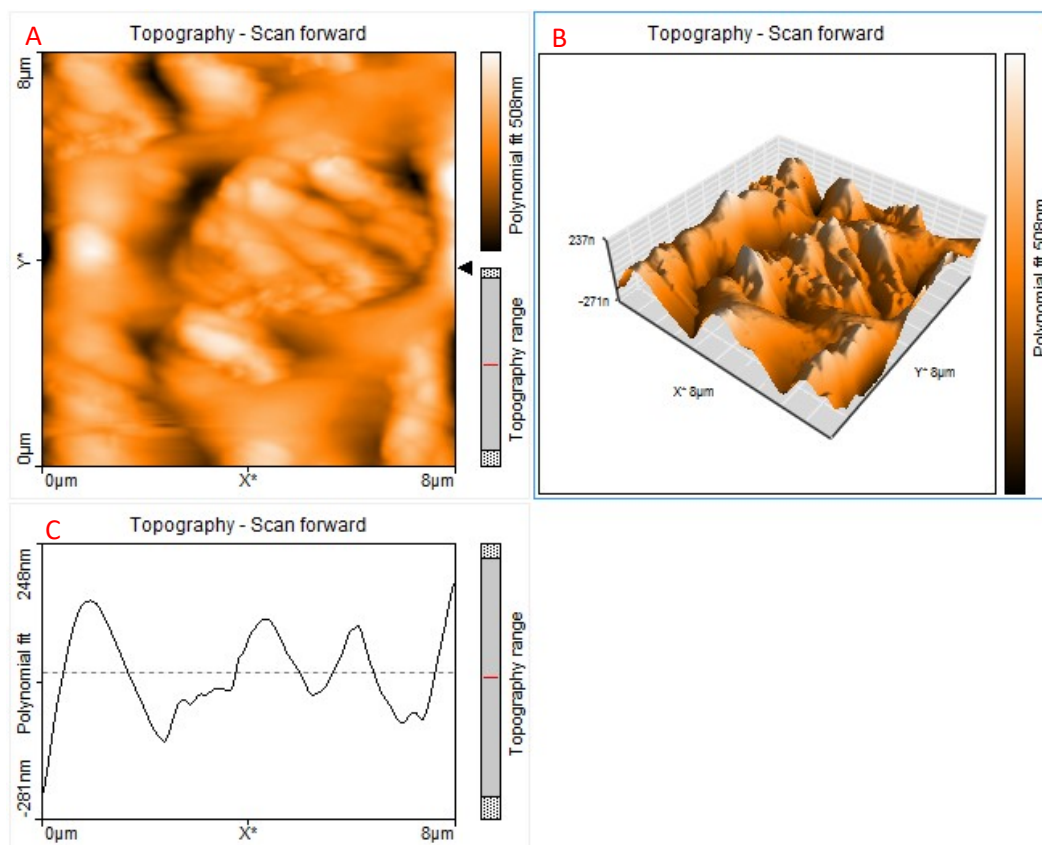 A
Topography - Scan forward
8µm
Y*
0µm
0µm
X*
8µm
Polynomial fit 508nm
Topography range
B
Topography - Scan forward
237n
-271n
X* 8µm
Y* 8µm
Polynomial fit 508nm
C
Topography - Scan forward
248nm
Polynomial fit
-281nm
0µm
X*
8µm
Topography range